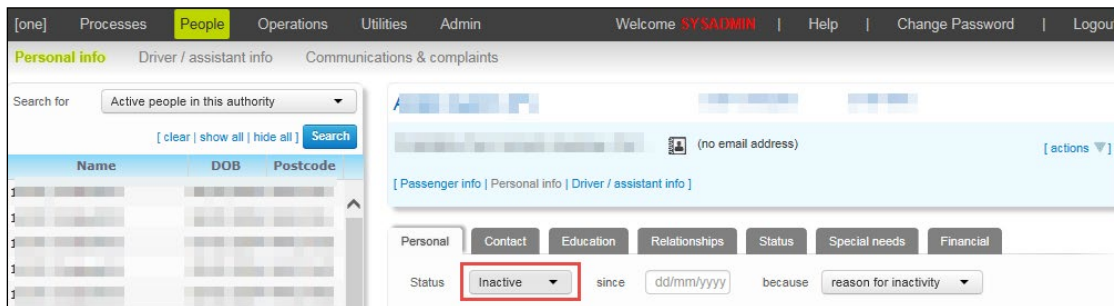 [one] Processes People Operations Utilities Admin Welcome SYSADMIN | Help | Change Password | Logout
Personal info Driver / assistant info Communications & complaints
Search for Active people in this authority
[ clear | show all | hide all ] Search
Name DOB Postcode
(no email address) [ actions ▼ ]
[ Passenger info | Personal info | Driver / assistant info ]
Personal Contact Education Relationships Status Special needs Financial
Status Inactive since dd/mm/yyyy because reason for inactivity